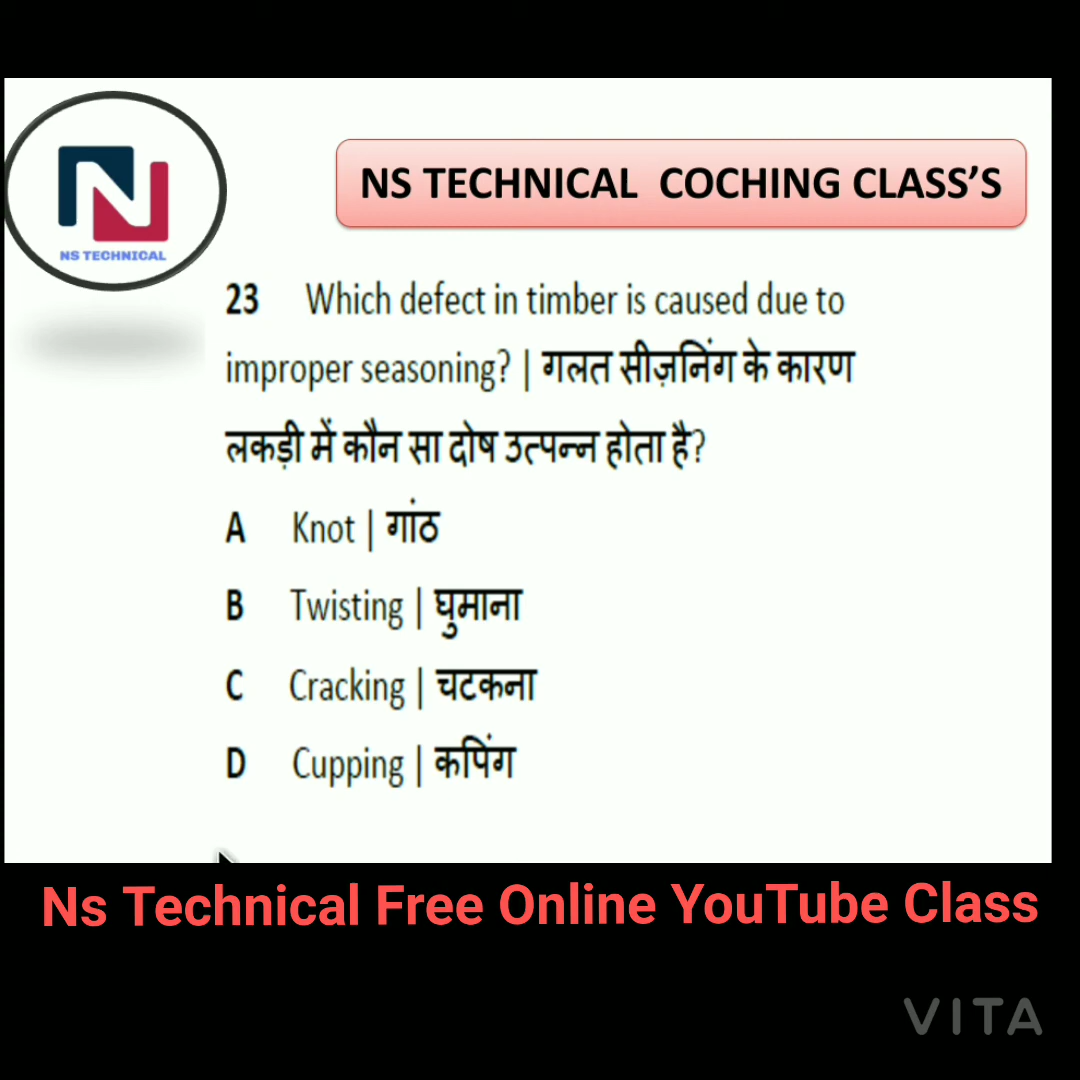 NS TECHNICAL
NS TECHNICAL COCHING CLASS’S
23 Which defect in timber is caused due to
improper seasoning? | गलत सीज़निंग के कारण
लकड़ी में कौन सा दोष उत्पन्न होता है?
A Knot | गांठ
B Twisting | घुमाना
C Cracking | चटकना
D Cupping | कपिंग
Ns Technical Free Online YouTube Class
VITA